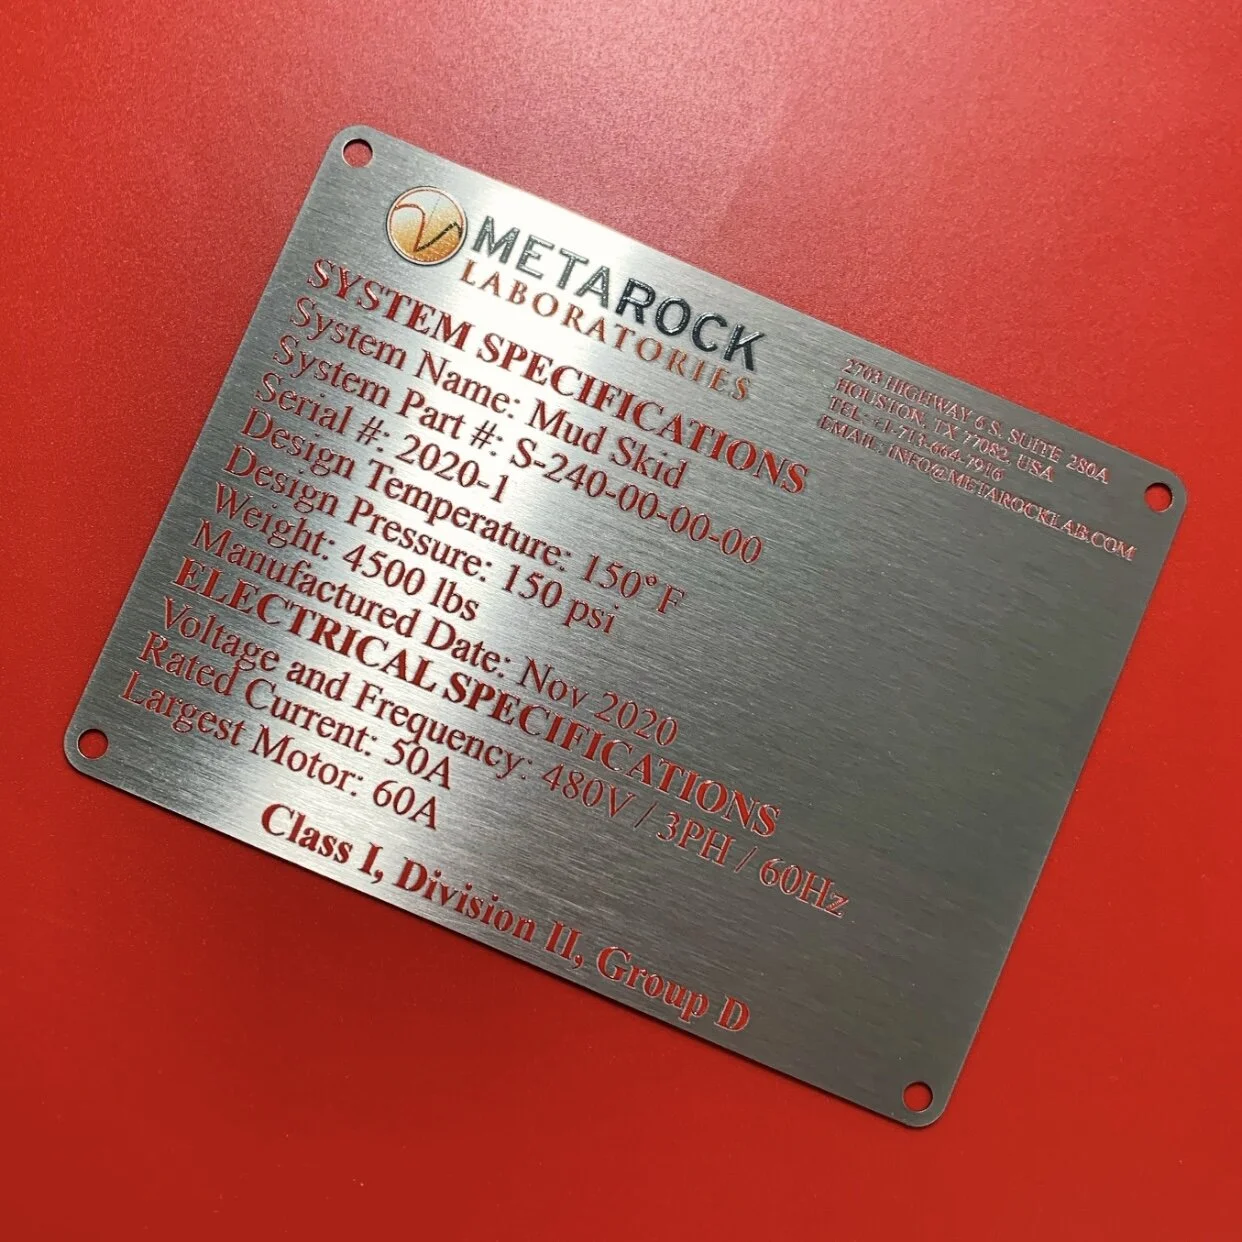 METAROCK
LABORATORIES
2703 HIGHWAY 6 S. SUITE 280A
HOUSTON, TX 77082, USA
TEL: +1-713-664-7916
EMAIL: INFO@METAROCKLAB.COM
SYSTEM SPECIFICATIONS
System Name: Mud Skid
System Part #: S-240-00-00-00
Serial #: 2020-1
Design Temperature: 150°F
Design Pressure: 150 psi
Weight: 4500 lbs
Manufactured Date: Nov 2020
ELECTRICAL SPECIFICATIONS
Voltage and Frequency: 480V / 3PH / 60Hz
Rated Current: 50A
Largest Motor: 60A
Class I, Division II, Group D